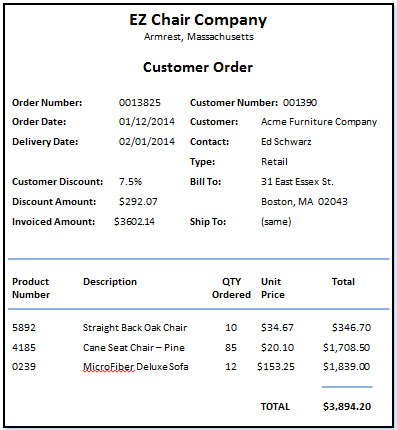 EZ Chair Company
Armrest, Massachusetts
Customer Order
Order Number: 0013825 Customer Number: 001390
Order Date: 01/12/2014 Customer: Acme Furniture Company
Delivery Date: 02/01/2014 Contact: Ed Schwarz
Type: Retail
Customer Discount: 7.5% Bill To: 31 East Essex St.
Discount Amount: $292.07 Boston, MA 02043
Invoiced Amount: $3602.14 Ship To: (same)
Product Description QTY Unit Total
Number Ordered Price
5892 Straight Back Oak Chair 10 $34.67 $346.70
4185 Cane Seat Chair – Pine 85 $20.10 $1,708.50
0239 MicroFiber Deluxe Sofa 12 $153.25 $1,839.00
TOTAL $3,894.20